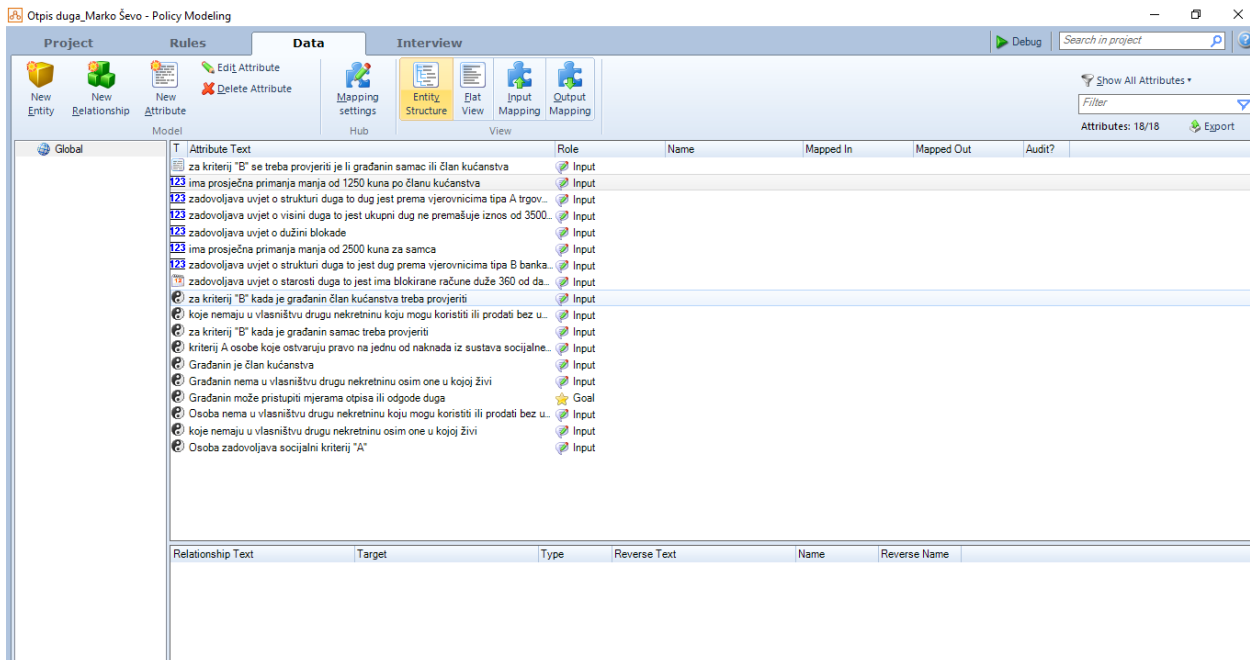 Otpis duga_Marko Ševo - Policy Modeling
Project Rules Data Interview
Debug Search in project
New Entity
New Relationship
New Attribute
Edit Attribute
Delete Attribute
Model
Mapping settings
Hub
Entity Structure
Flat View
Input Mapping
Output Mapping
View
Show All Attributes
Filter
Attributes: 18/18 Export
Global
T Attribute Text Role Name Mapped In Mapped Out Audit?
za kriterij "B" se treba provjeriti je li građanin samac ili član kućanstva Input
123 ima prosječna primanja manja od 1250 kuna po članu kućanstva Input
123 zadovoljava uvjet o strukturi duga to dug jest prema vjerovnicima tipa A trgov... Input
123 zadovoljava uvjet o visini duga to jest ukupni dug ne premašuje iznos od 3500... Input
123 zadovoljava uvjet o dužini blokade Input
123 ima prosječna primanja manja od 2500 kuna za samca Input
123 zadovoljava uvjet o strukturi duga to jest dug prema vjerovnicima tipa B banka... Input
12 zadovoljava uvjet o starosti duga to jest ima blokirane račune duže 360 od da... Input
za kriterij "B" kada je građanin član kućanstva treba provjeriti Input
koje nemaju u vlasništvu drugu nekretninu koju mogu koristiti ili prodati bez u... Input
za kriterij "B" kada je građanin samac treba provjeriti Input
kriterij A osobe koje ostvaruju pravo na jednu od naknada iz sustava socijalne... Input
Građanin je član kućanstva Input
Građanin nema u vlasništvu drugu nekretninu osim one u kojoj živi Input
Građanin može pristupiti mjerama otpisa ili odgode duga Goal
Osoba nema u vlasništvu drugu nekretninu koju mogu koristiti ili prodati bez u... Input
koje nemaju u vlasništvu drugu nekretninu osim one u kojoj živi Input
Osoba zadovoljava socijalni kriterij "A" Input
Relationship Text Target Type Reverse Text Name Reverse Name